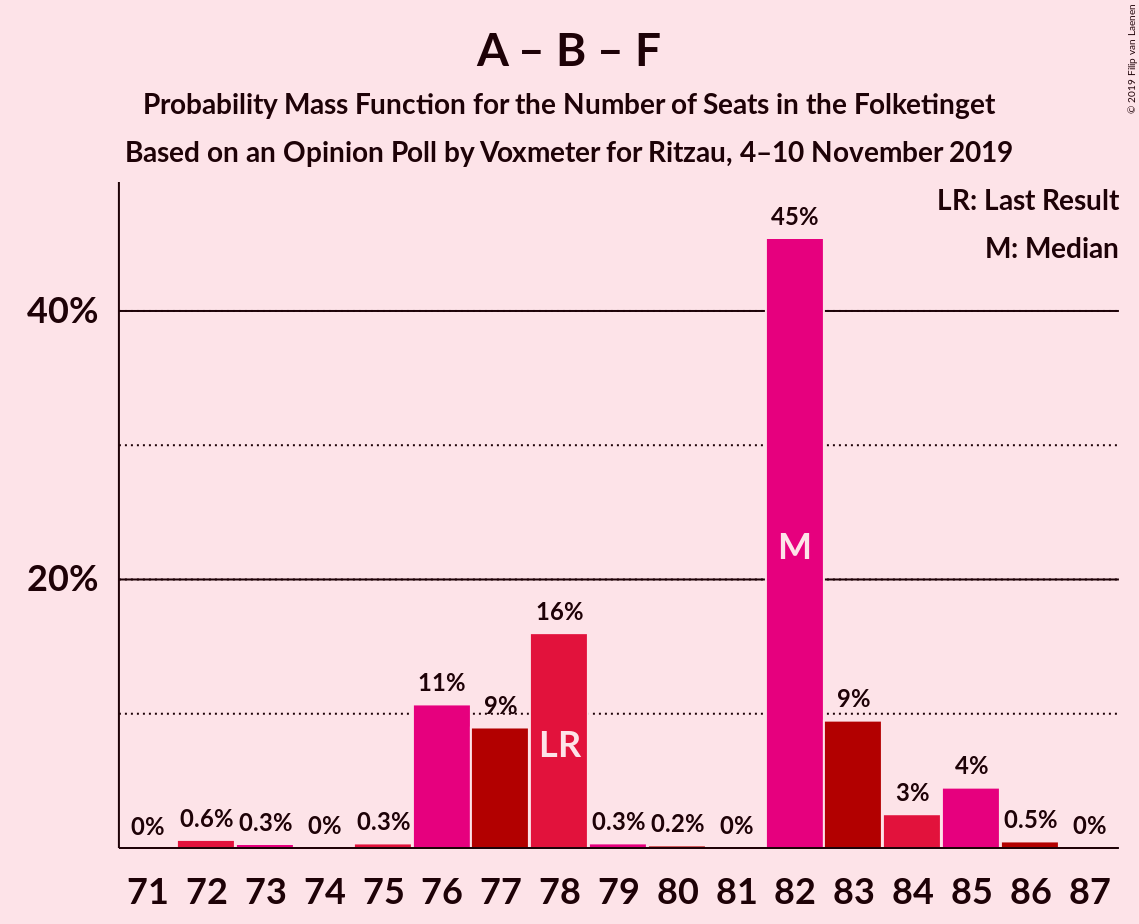 A – B – F
Probability Mass Function for the Number of Seats in the Folketinget
Based on an Opinion Poll by Voxmeter for Ritzau, 4–10 November 2019
© 2019 Filip van Laenen
LR: Last Result
M: Median
40%
20%
0%
0.6%
0.3%
0%
0.3%
11%
9%
16%
0.3%
0.2%
0%
45%
9%
3%
4%
0.5%
0%
LR
M
71 72 73 74 75 76 77 78 79 80 81 82 83 84 85 86 87